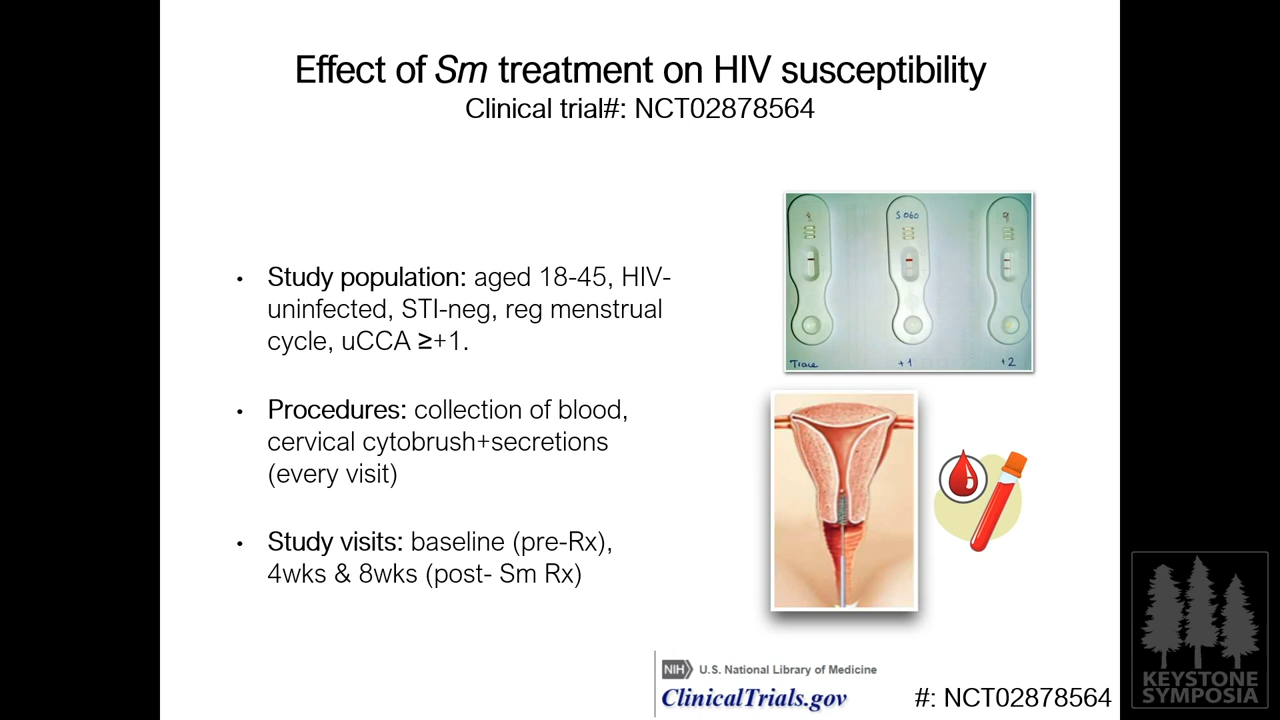 Effect of Sm treatment on HIV susceptibility
Clinical trial#: NCT02878564
• Study population: aged 18-45, HIV-
uninfected, STI-neg, reg menstrual
cycle, uCCA ≥+1.
• Procedures: collection of blood,
cervical cytobrush+secretions
(every visit)
• Study visits: baseline (pre-Rx),
4wks & 8wks (post- Sm Rx)
S.060
9
Trace
+1
+2
NIH U.S. National Library of Medicine
ClinicalTrials.gov
#: NCT02878564
KEYSTONE
SYMPOSIA